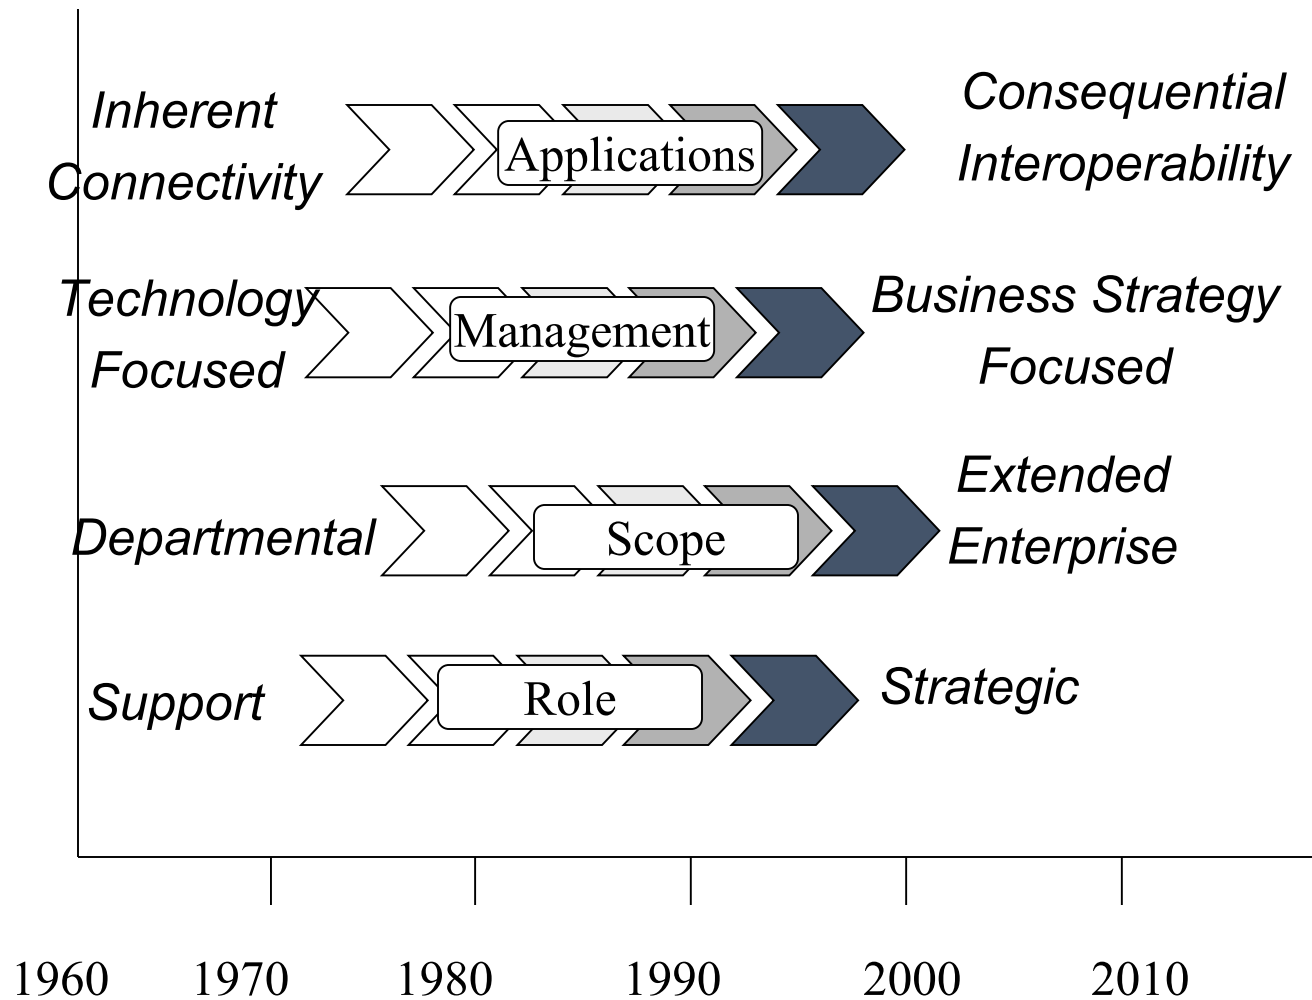 Inherent
Connectivity
Applications
Consequential
Interoperability
Technology
Focused
Management
Business Strategy
Focused
Departmental
Scope
Extended
Enterprise
Support
Role
Strategic
1960 1970 1980 1990 2000 2010